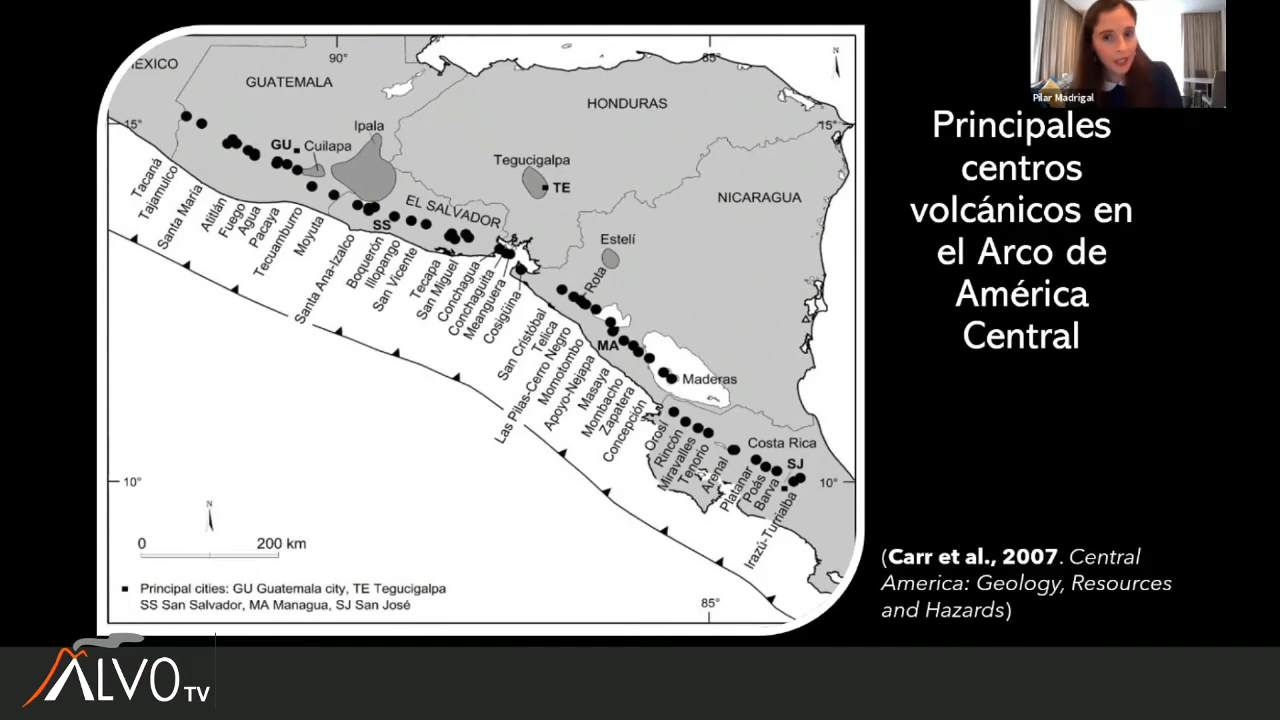 Pilar Madrigal
Principales
centros
volcánicos en
el Arco de
América
Central
(Carr et al., 2007. Central
America: Geology, Resources
and Hazards)
90°
85°
N
MEXICO
GUATEMALA
HONDURAS
15°
15°
Ipala
GU
Cuilapa
Tegucigalpa
TE
NICARAGUA
EL SALVADOR
SS
Estelí
Rota
MA
Maderas
Costa Rica
SJ
Tacaná
Tajamulco
Santa María
Atitlán
Fuego
Agua
Pacaya
Tecuamburro
Moyuta
Santa Ana-Izalco
Boquerón
Ilopango
San Vicente
Tecapa
San Miguel
Conchagua
Conchaguita
Meanguera
Cosigüina
San Cristóbal
Telica
Las Pilas-Cerro Negro
Momotombo
Apoyo-Nejapa
Masaya
Mombacho
Zapatera
Concepción
Orosí
Rincón
Miravalles
Tenorio
Arenal
Platanar
Poás
Barva
Irazú-Turrialba
10°
10°
N
0 200 km
Principal cities: GU Guatemala city, TE Tegucigalpa
SS San Salvador, MA Managua, SJ San José
85°
ALVO TV